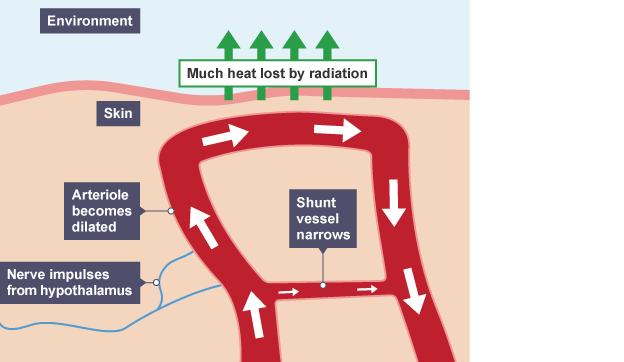 Environment
Much heat lost by radiation
Skin
Arteriole
becomes
dilated
Shunt
vessel
narrows
Nerve impulses
from hypothalamus